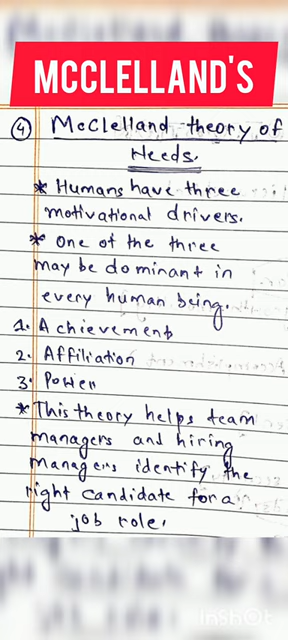 MCCLELLAND'S
④ McClelland theory of
Needs.
* Humans have three
motivational drivers.
* One of the three
may be dominant in
every human being.
1. Achievement
2. Affiliation
3. Power
* This theory helps team
managers and hiring
managers identify the
right candidate for a
job role.
InShOt